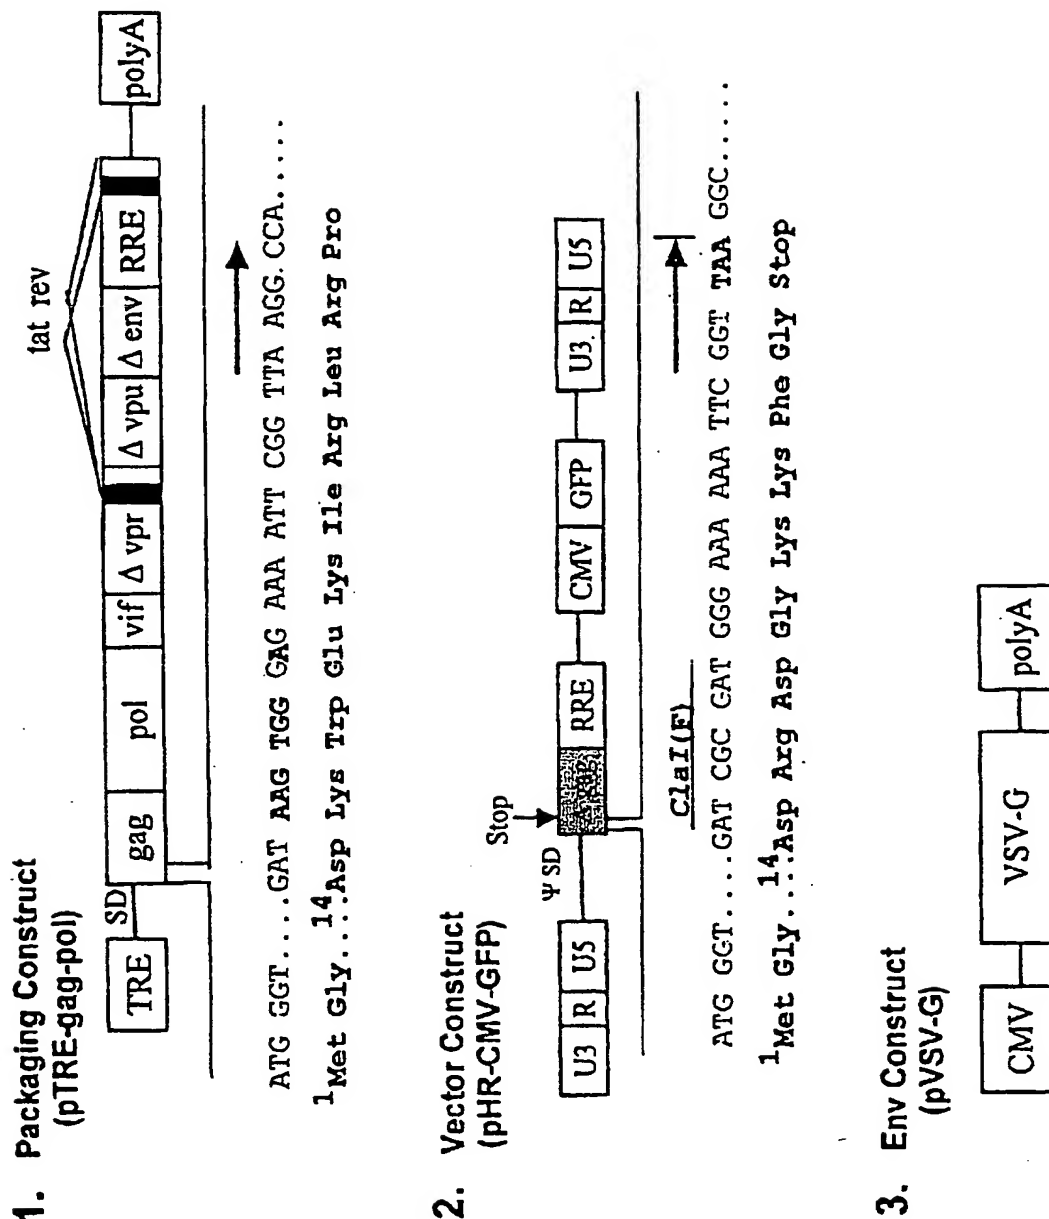 1. Packaging Construct
(pTRE-gag-pol)
tat rev
TRE SD gag pol vif Δ vpr Δ vpu Δ env RRE polyA
ATG GGT...GAT AAG TGG GAG AAA ATT CGG TTA AGG.CCA.....
1Met Gly...14Asp Lys Trp Glu Lys Ile Arg Leu Arg Pro
2. Vector Construct
(pHR-CMV-GFP)
Stop
Ψ SD
U3 R U5 RRE CMV GFP U3. R U5
ClaI(F)
ATG GGT...GAT CGC GAT GGG AAA AAA TTC GGT TAA GGC.....
1Met Gly...14Asp Arg Asp Gly Lys Lys Phe Gly Stop
3. Env Construct
(pVSV-G)
CMV VSV-G polyA